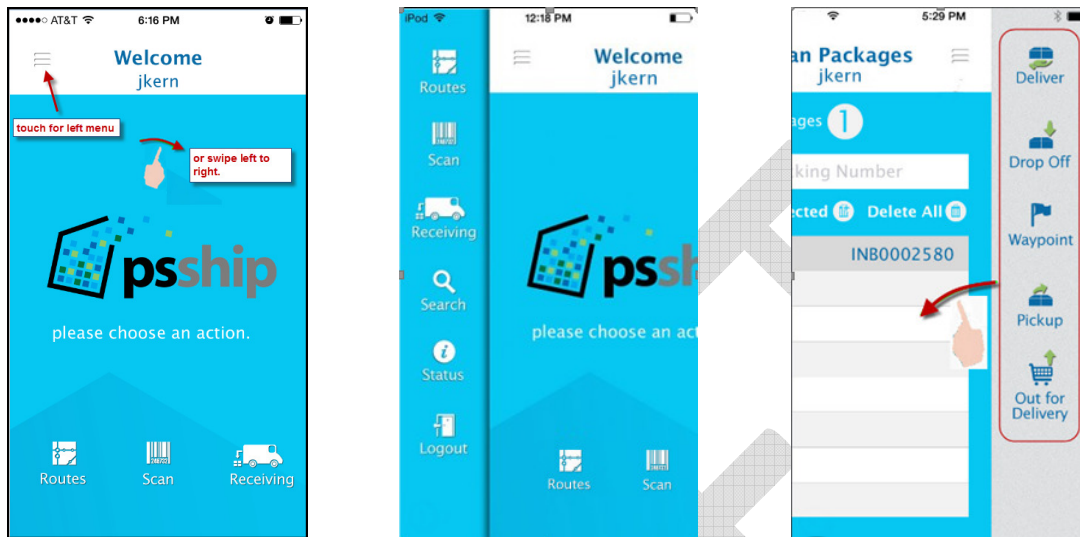 AT&T 6:16 PM
Welcome
jkern
touch for left menu
or swipe left to
right.
psship
please choose an action.
Routes Scan Receiving
iPod 12:18 PM
Routes
Scan
Receiving
Search
Status
Logout
Welcome
jkern
pssh
please choose an act
Routes Scan
5:29 PM
an Packages
jkern
ages 1
king Number
ected Delete All
INB0002580
Deliver
Drop Off
Waypoint
Pickup
Out for
Delivery